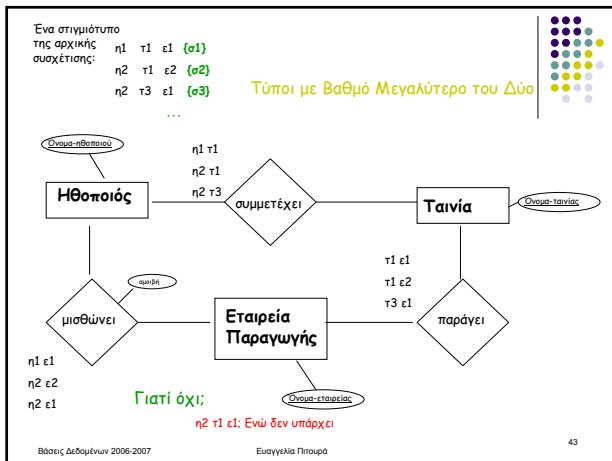 Ένα στιγμιότυπο
της αρχικής
συσχέτισης:
η1 τ1 ε1 {σ1}
η2 τ1 ε2 {σ2}
η2 τ3 ε1 {σ3}
...
Τύποι με Βαθμό Μεγαλύτερο του Δύο
Όνομα-ηθοποιού
Ηθοποιός
η1 τ1
η2 τ1
η2 τ3
συμμετέχει
Ταινία
Όνομα-ταινίας
αμοιβή
μισθώνει
Εταιρεία
Παραγωγής
τ1 ε1
τ1 ε2
τ3 ε1
παράγει
η1 ε1
η2 ε2
η2 ε1
Γιατί όχι;
Όνομα-εταιρείας
η2 τ1 ε1; Ενώ δεν υπάρχει
Βάσεις Δεδομένων 2006-2007
Ευαγγελία Πιτουρά
43